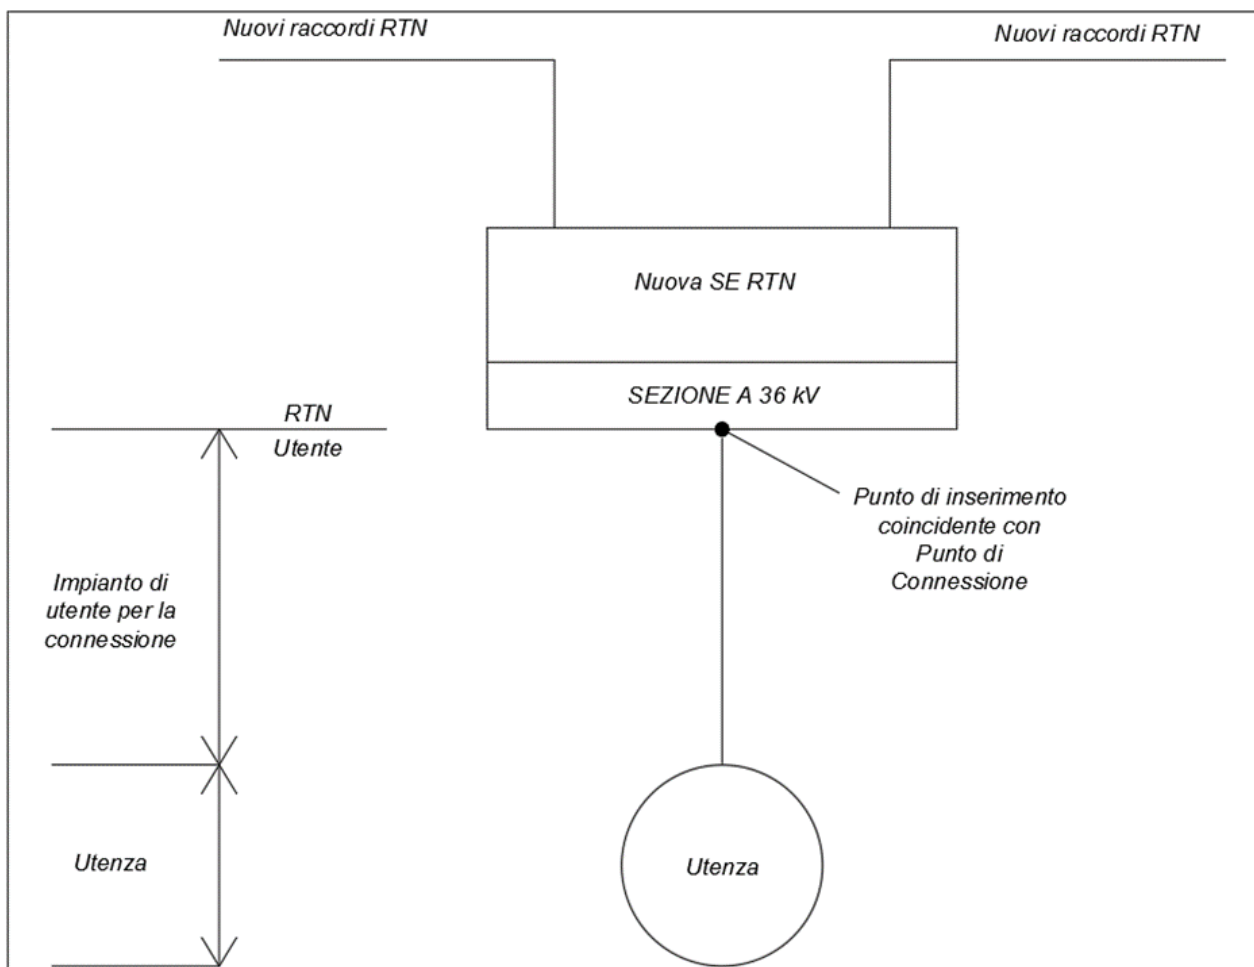 Nuovi raccordi RTN
Nuovi raccordi RTN
Nuova SE RTN
SEZIONE A 36 kV
RTN
Utente
Punto di inserimento
coincidente con
Punto di
Connessione
Impianto di
utente per la
connessione
Utenza
Utenza